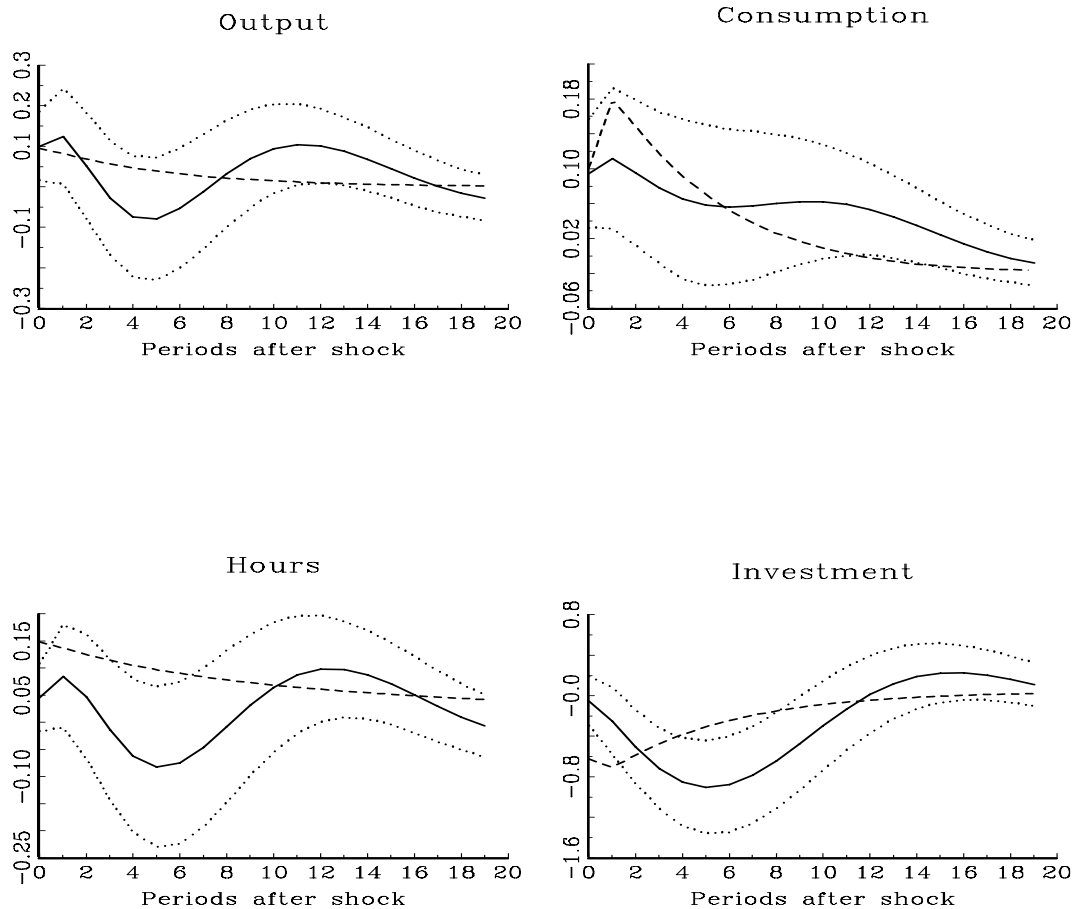 Output
0.3
0.2
0.1
-0.1
-0.3
0 2 4 6 8 10 12 14 16 18 20
Periods after shock
Consumption
0.18
0.10
0.02
-0.06
0 2 4 6 8 10 12 14 16 18 20
Periods after shock
Hours
0.15
0.05
-0.10
-0.25
0 2 4 6 8 10 12 14 16 18 20
Periods after shock
Investment
0.8
-0.0
-0.8
-1.6
0 2 4 6 8 10 12 14 16 18 20
Periods after shock